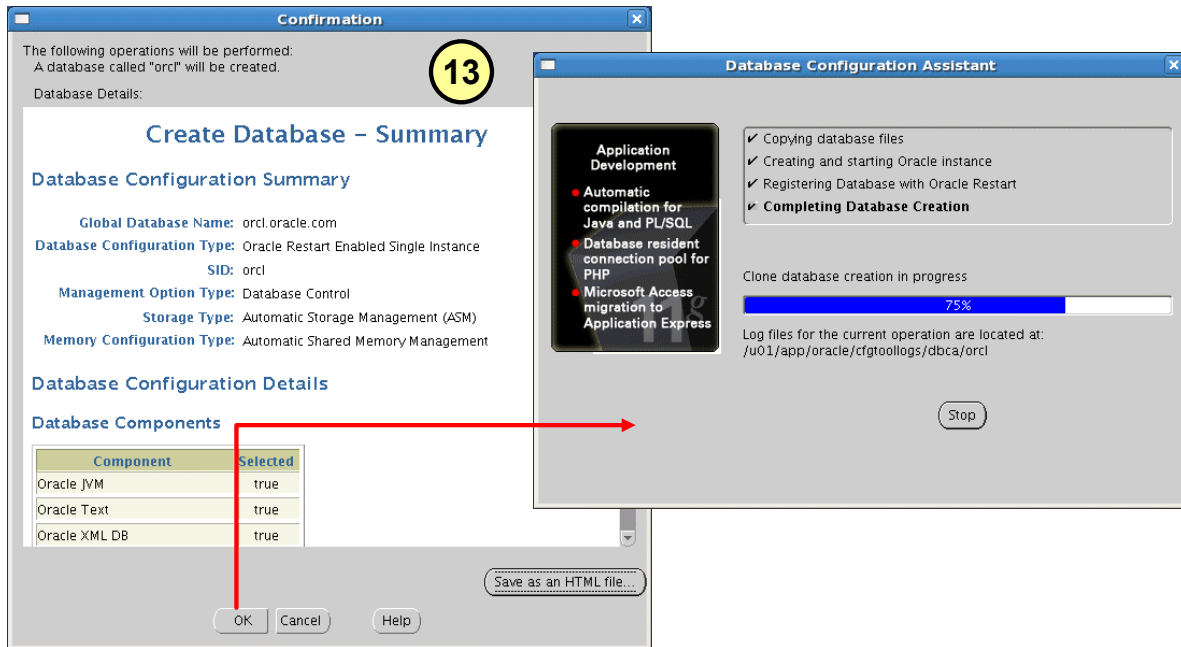 Confirmation
The following operations will be performed:
A database called "orcl" will be created.
13
Database Details:
Create Database – Summary
Database Configuration Summary
Global Database Name: orcl.oracle.com
Database Configuration Type: Oracle Restart Enabled Single Instance
SID: orcl
Management Option Type: Database Control
Storage Type: Automatic Storage Management (ASM)
Memory Configuration Type: Automatic Shared Memory Management
Database Configuration Details
Database Components
Component Selected
Oracle JVM true
Oracle Text true
Oracle XML DB true
Save as an HTML file...
OK Cancel Help
Database Configuration Assistant
Application
Development
Automatic
compilation for
Java and PL/SQL
Database resident
connection pool for
PHP
Microsoft Access
migration to
Application Express
11g
Copying database files
Creating and starting Oracle instance
Registering Database with Oracle Restart
Completing Database Creation
Clone database creation in progress
75%
Log files for the current operation are located at:
/u01/app/oracle/cfgtoollogs/dbca/orcl
Stop